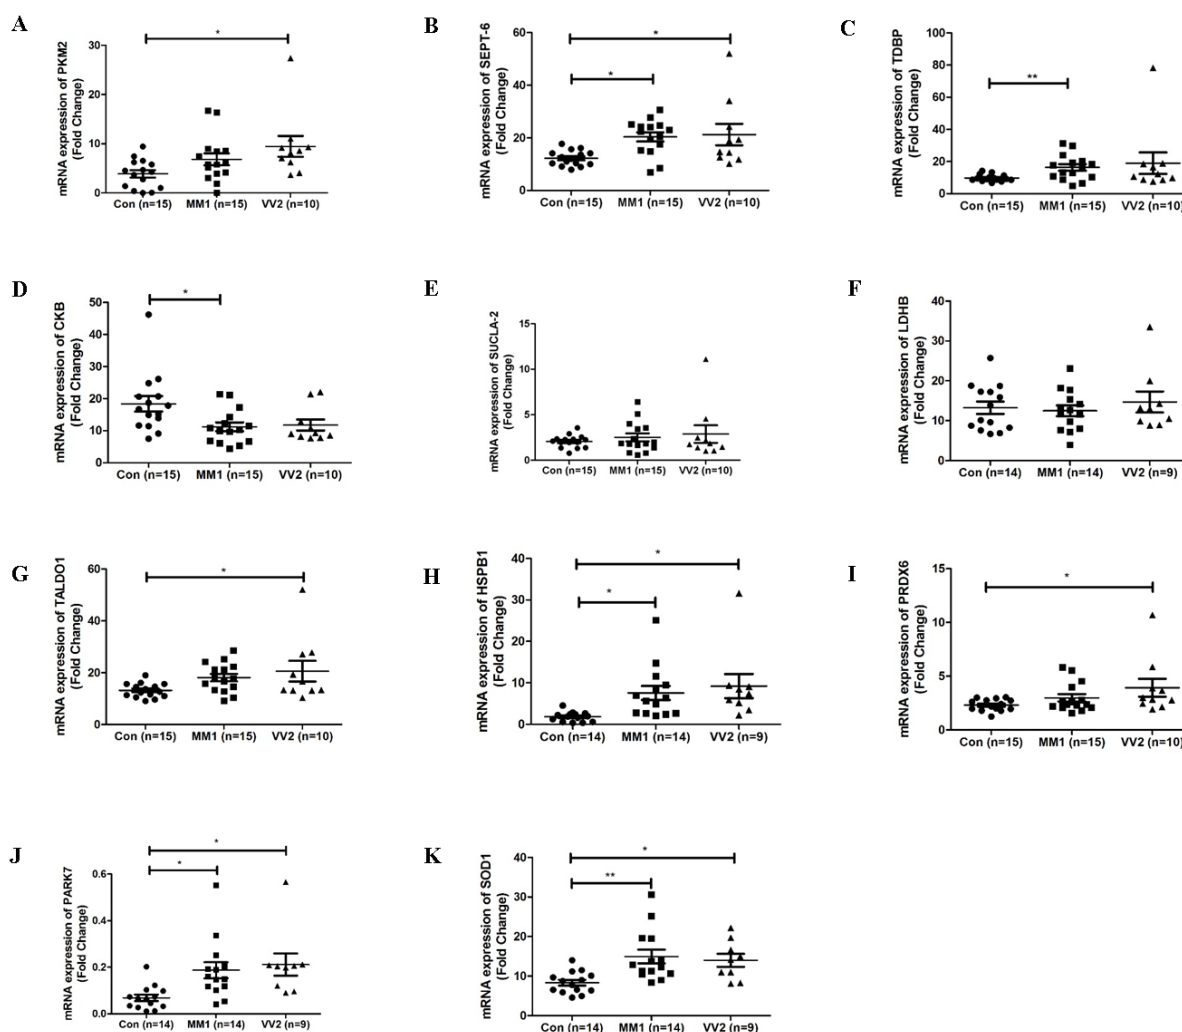 A
mRNA expression of PKM2
(Fold Change)
30
20
10
0
*
Con (n=15) MM1 (n=15) VV2 (n=10)
B
mRNA expression of SEPT-6
(Fold Change)
60
40
20
0
*
*
Con (n=15) MM1 (n=15) VV2 (n=10)
C
mRNA expression of TDBP
(Fold Change)
100
80
60
40
20
0
**
Con (n=15) MM1 (n=15) VV2 (n=10)
D
mRNA expression of CKB
(Fold Change)
50
40
30
20
10
0
*
Con (n=15) MM1 (n=15) VV2 (n=10)
E
mRNA expression of SUCLA-2
(Fold Change)
15
10
5
0
Con (n=15) MM1 (n=15) VV2 (n=10)
F
mRNA expression of LDHB
(Fold Change)
40
30
20
10
0
Con (n=14) MM1 (n=14) VV2 (n=9)
G
mRNA expression of TALDO1
(Fold Change)
60
40
20
0
*
Con (n=15) MM1 (n=15) VV2 (n=10)
H
mRNA expression of HSPB1
(Fold Change)
40
30
20
10
0
*
*
Con (n=14) MM1 (n=14) VV2 (n=9)
I
mRNA expression of PRDX6
(Fold Change)
15
10
5
0
*
Con (n=15) MM1 (n=15) VV2 (n=10)
J
mRNA expression of PARK7
(Fold Change)
0.6
0.4
0.2
0.0
*
*
Con (n=14) MM1 (n=14) VV2 (n=9)
K
mRNA expression of SOD1
(Fold Change)
40
30
20
10
0
*
**
Con (n=14) MM1 (n=14) VV2 (n=9)